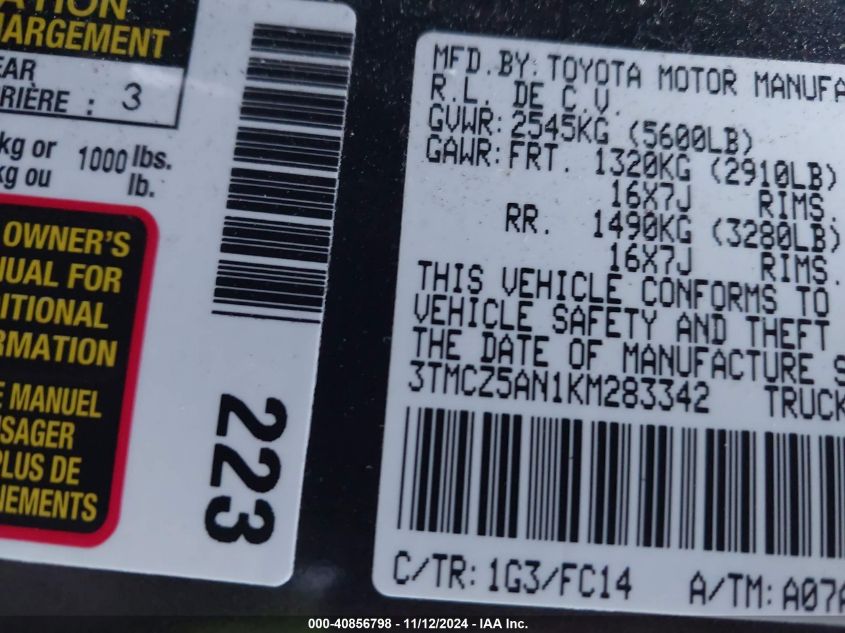 ATION
HARGEMENT
EAR
RIÈRE : 3
kg or 1000 lbs.
kg ou lb.
OWNER'S
NUAL FOR
DITIONAL
RMATION
E MANUEL
SAGER
PLUS DE
NEMENTS
223
MFD.BY:TOYOTA MOTOR MANUFA
R.L. DE C.V.
GVWR:2545KG (5600LB)
GAWR:FRT. 1320KG (2910LB)
16X7J RIMS.
RR. 1490KG (3280LB)
16X7J RIMS.
THIS VEHICLE CONFORMS TO
VEHICLE SAFETY AND THEFT
THE DATE OF MANUFACTURE S
3TMCZ5AN1KM283342 TRUCK
C/TR:1G3/FC14 A/TM:A07A
000-40856798 - 11/12/2024 - IAA Inc.